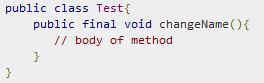 public class Test{
    public final void changeName(){
       // body of method
    }
}